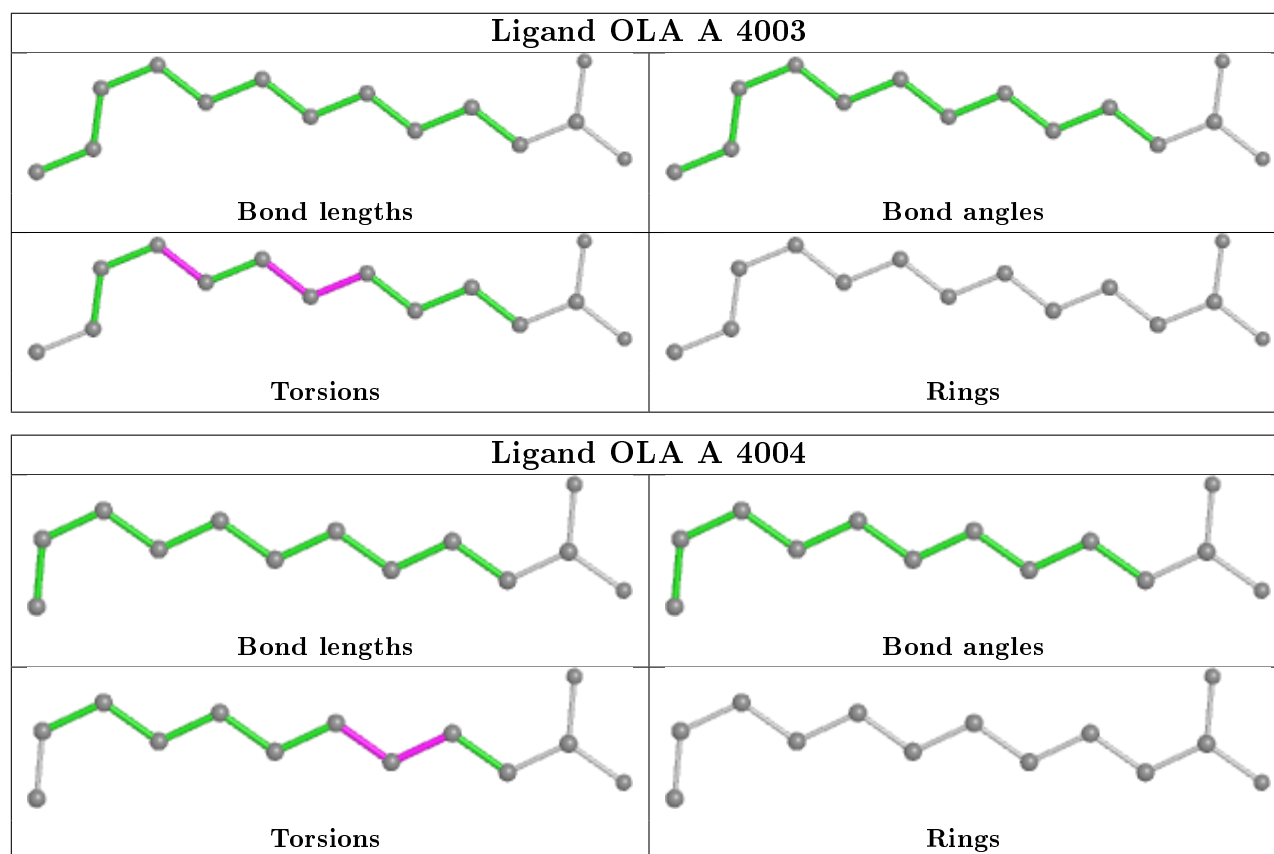 Ligand OLA A 4003
Bond lengths
Bond angles
Torsions
Rings
Ligand OLA A 4004
Bond lengths
Bond angles
Torsions
Rings